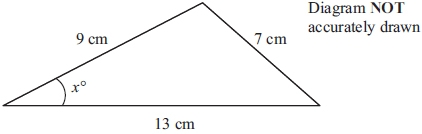 Diagram NOT
accurately drawn
9 cm
7 cm
x°
13 cm